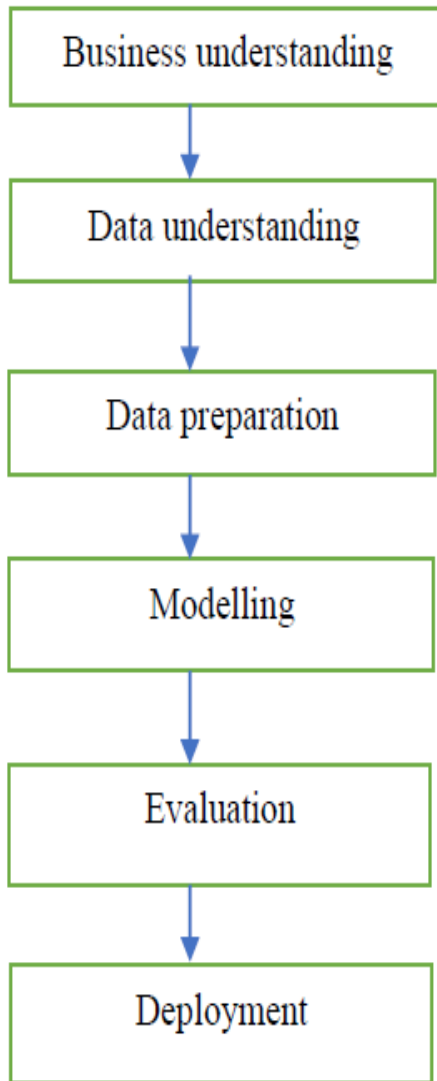 Business understanding
Data understanding
Data preparation
Modelling
Evaluation
Deployment